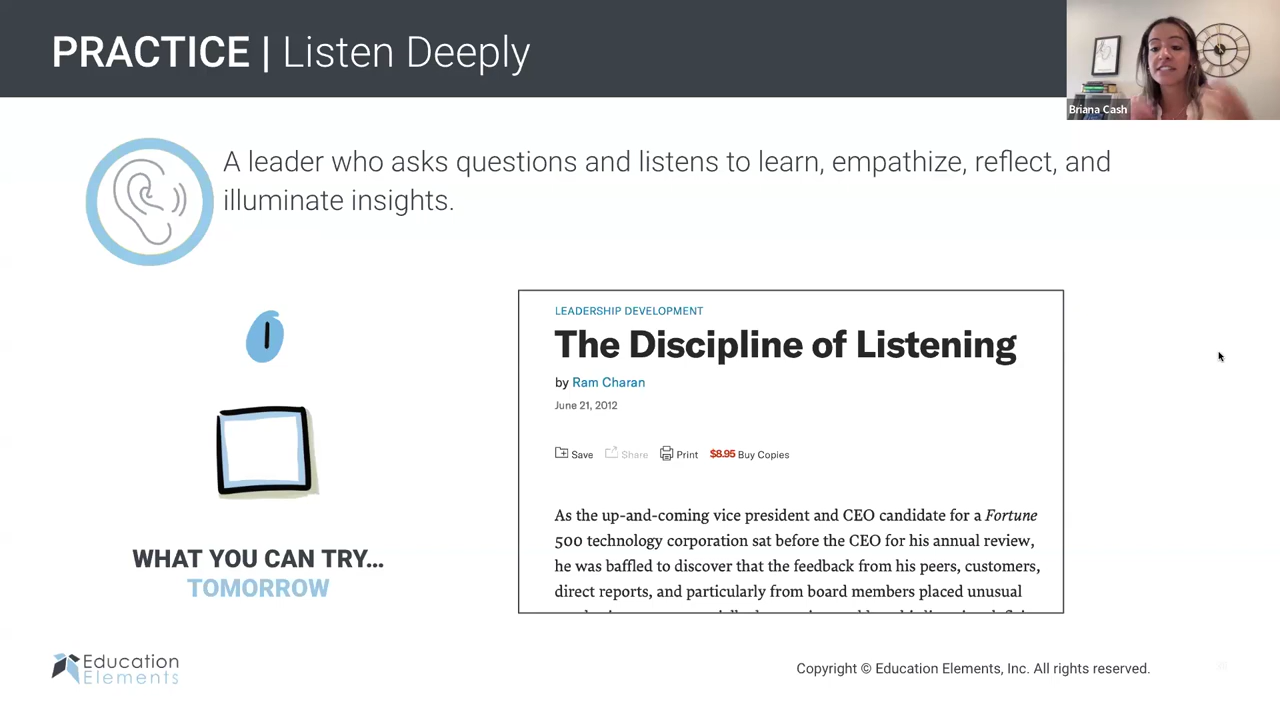 PRACTICE | Listen Deeply
Briana Cash
A leader who asks questions and listens to learn, empathize, reflect, and
illuminate insights.
1
WHAT YOU CAN TRY...
TOMORROW
LEADERSHIP DEVELOPMENT
The Discipline of Listening
by Ram Charan
June 21, 2012
Save Share Print $8.95 Buy Copies
As the up-and-coming vice president and CEO candidate for a Fortune
500 technology corporation sat before the CEO for his annual review,
he was baffled to discover that the feedback from his peers, customers,
direct reports, and particularly from board members placed unusual
Education
Elements
Copyright © Education Elements, Inc. All rights reserved.